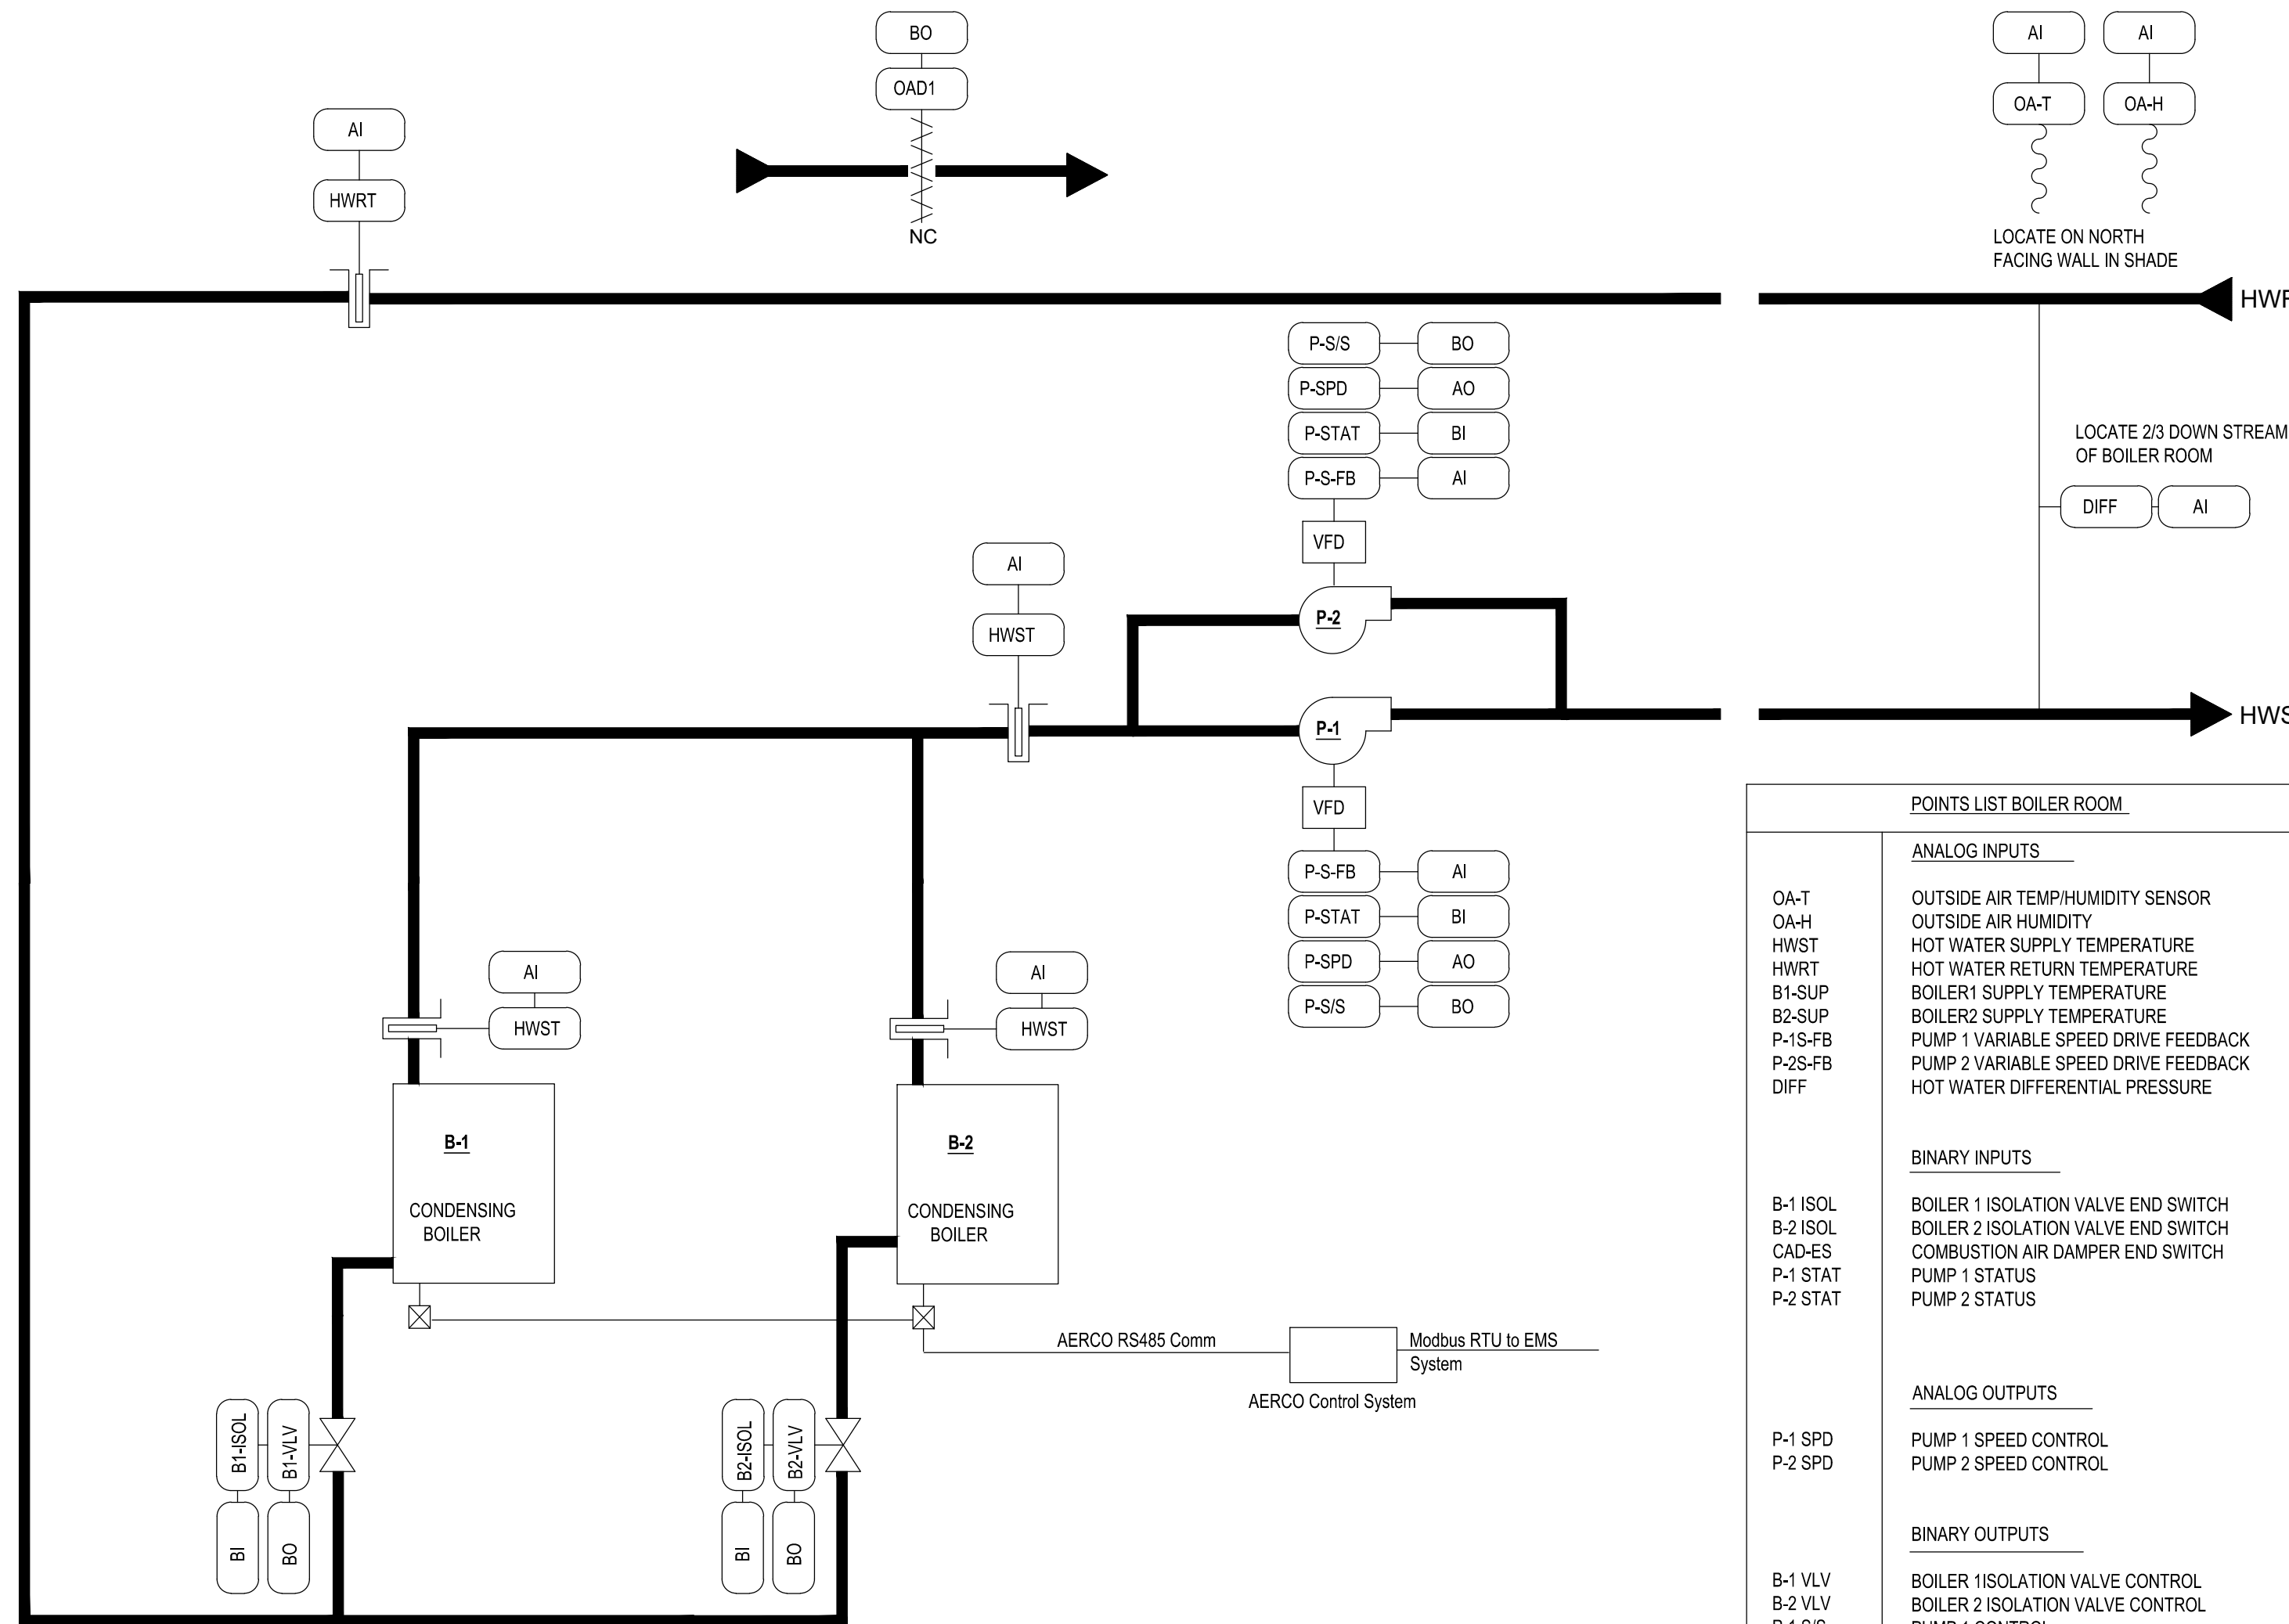 BO
OAD1
NC
AI
HWRT
AI AI
OA-T OA-H
LOCATE ON NORTH
FACING WALL IN SHADE
P-S/S BO
P-SPD AO
P-STAT BI
P-S-FB AI
VFD
P-2
LOCATE 2/3 DOWN STREAM
OF BOILER ROOM
DIFF AI
AI
HWST
P-1
VFD
P-S-FB AI
P-STAT BI
P-SPD AO
P-S/S BO
AI
HWST
AI
HWST
B-1
CONDENSING
BOILER
B-2
CONDENSING
BOILER
AERCO RS485 Comm
Modbus RTU to EMS
System
AERCO Control System
B1-ISOL B1-VLV
BI BO
B2-ISOL B2-VLV
BI BO
POINTS LIST BOILER ROOM
ANALOG INPUTS
OA-T OUTSIDE AIR TEMP/HUMIDITY SENSOR
OA-H OUTSIDE AIR HUMIDITY
HWST HOT WATER SUPPLY TEMPERATURE
HWRT HOT WATER RETURN TEMPERATURE
B1-SUP BOILER1 SUPPLY TEMPERATURE
B2-SUP BOILER2 SUPPLY TEMPERATURE
P-1S-FB PUMP 1 VARIABLE SPEED DRIVE FEEDBACK
P-2S-FB PUMP 2 VARIABLE SPEED DRIVE FEEDBACK
DIFF HOT WATER DIFFERENTIAL PRESSURE
BINARY INPUTS
B-1 ISOL BOILER 1 ISOLATION VALVE END SWITCH
B-2 ISOL BOILER 2 ISOLATION VALVE END SWITCH
CAD-ES COMBUSTION AIR DAMPER END SWITCH
P-1 STAT PUMP 1 STATUS
P-2 STAT PUMP 2 STATUS
ANALOG OUTPUTS
P-1 SPD PUMP 1 SPEED CONTROL
P-2 SPD PUMP 2 SPEED CONTROL
BINARY OUTPUTS
B-1 VLV BOILER 1ISOLATION VALVE CONTROL
B-2 VLV BOILER 2 ISOLATION VALVE CONTROL